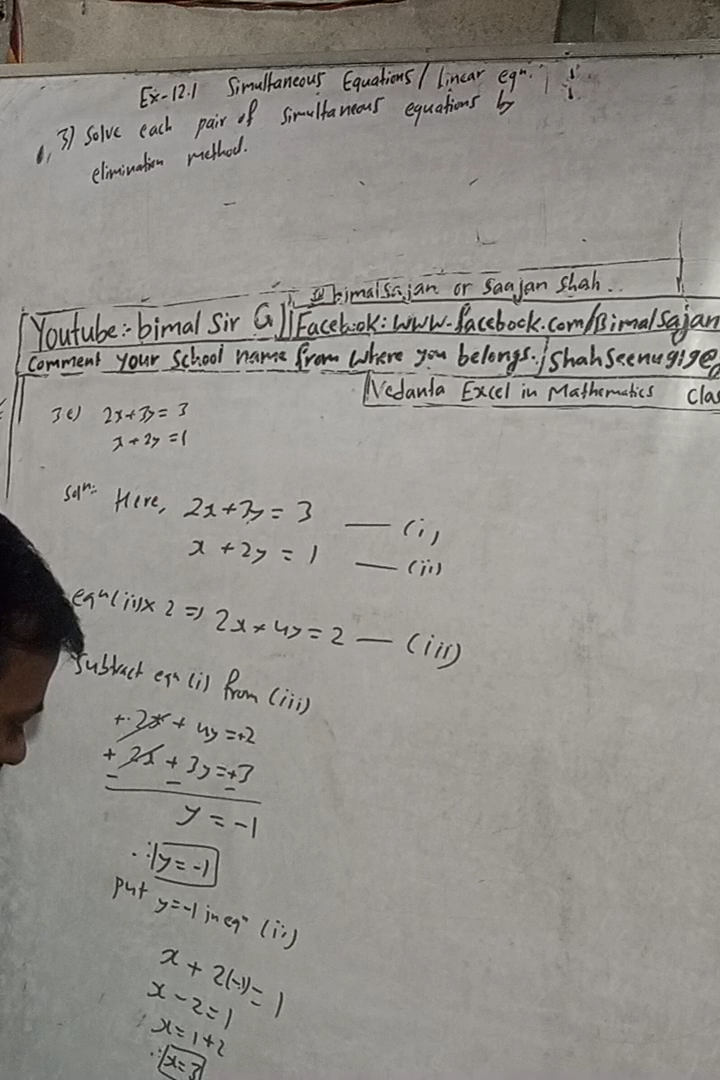 Ex-12.1 Simultaneous Equations / linear eqn.
3) Solve each pair of simultaneous equations by
elimination method.
bimalsajan or Saajan Shah..
Youtube:- bimal Sir G || Facebook: www.facebook.com/Bimalsajan
Comment your School name from where you belongs.
Vedanta Excel in Mathematics Clas
3 e) 2x+3y = 3
x + 2y = 1
Soln: Here, 2x+3y = 3 — (i)
x + 2y = 1 — (ii)
eqn (ii) x 2 => 2x + 4y = 2 — (iii)
Subtract eqn (i) from (iii)
+ 2x + 4y = +2
+ 2x + 3y = +3
- - -
y = -1
∴ y = -1
Put y = -1 in eqn (ii)
x + 2(-1) = 1
x - 2 = 1
x = 1 + 2
∴ x = 3